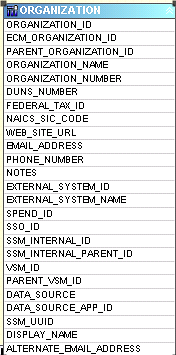 ORGANIZATION
ORGANIZATION_ID
ECM_ORGANIZATION_ID
PARENT_ORGANIZATION_ID
ORGANIZATION_NAME
ORGANIZATION_NUMBER
DUNS_NUMBER
FEDERAL_TAX_ID
NAICS_SIC_CODE
WEB_SITE_URL
EMAIL_ADDRESS
PHONE_NUMBER
NOTES
EXTERNAL_SYSTEM_ID
EXTERNAL_SYSTEM_NAME
SPEND_ID
SSO_ID
SSM_INTERNAL_ID
SSM_INTERNAL_PARENT_ID
VSM_ID
PARENT_VSM_ID
DATA_SOURCE
DATA_SOURCE_APP_ID
SSM_UUID
DISPLAY_NAME
ALTERNATE_EMAIL_ADDRESS